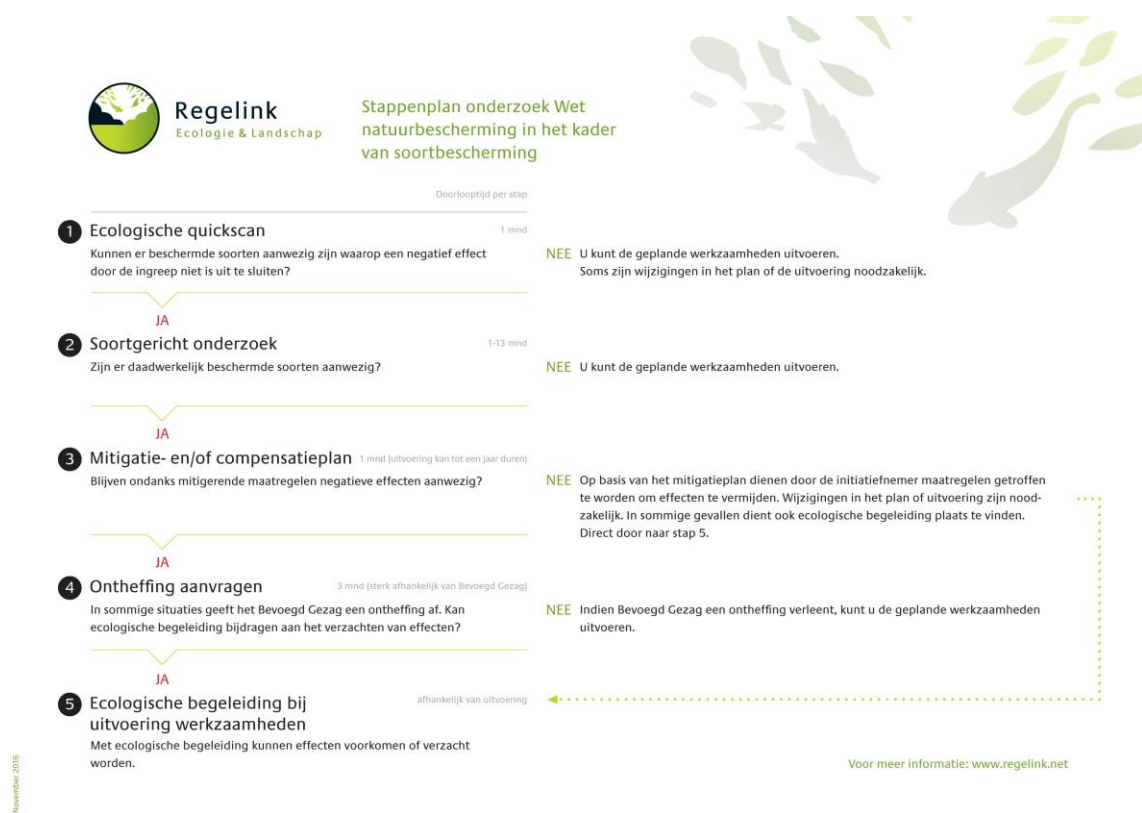 Regelink
Ecologie & Landschap
Stappenplan onderzoek Wet
natuurbescherming in het kader
van soortbescherming
Doorlooptijd per stap
1 Ecologische quickscan 1 mnd
Kunnen er beschermde soorten aanwezig zijn waarop een negatief effect
door de ingreep niet is uit te sluiten?
NEE U kunt de geplande werkzaamheden uitvoeren.
Soms zijn wijzigingen in het plan of de uitvoering noodzakelijk.
JA
2 Soortgericht onderzoek 1-13 mnd
Zijn er daadwerkelijk beschermde soorten aanwezig?
NEE U kunt de geplande werkzaamheden uitvoeren.
JA
3 Mitigatie- en/of compensatieplan 1 mnd (uitvoering kan tot een jaar duren)
Blijven ondanks mitigerende maatregelen negatieve effecten aanwezig?
NEE Op basis van het mitigatieplan dienen door de initiatiefnemer maatregelen getroffen
te worden om effecten te vermijden. Wijzigingen in het plan of uitvoering zijn nood-
zakelijk. In sommige gevallen dient ook ecologische begeleiding plaats te vinden.
Direct door naar stap 5.
JA
4 Ontheffing aanvragen 3 mnd (sterk afhankelijk van Bevoegd Gezag)
In sommige situaties geeft het Bevoegd Gezag een ontheffing af. Kan
ecologische begeleiding bijdragen aan het verzachten van effecten?
NEE Indien Bevoegd Gezag een ontheffing verleent, kunt u de geplande werkzaamheden
uitvoeren.
JA
5 Ecologische begeleiding bij afhankelijk van uitvoering
uitvoering werkzaamheden
Met ecologische begeleiding kunnen effecten voorkomen of verzacht
worden.
Voor meer informatie: www.regelink.net
November 2016